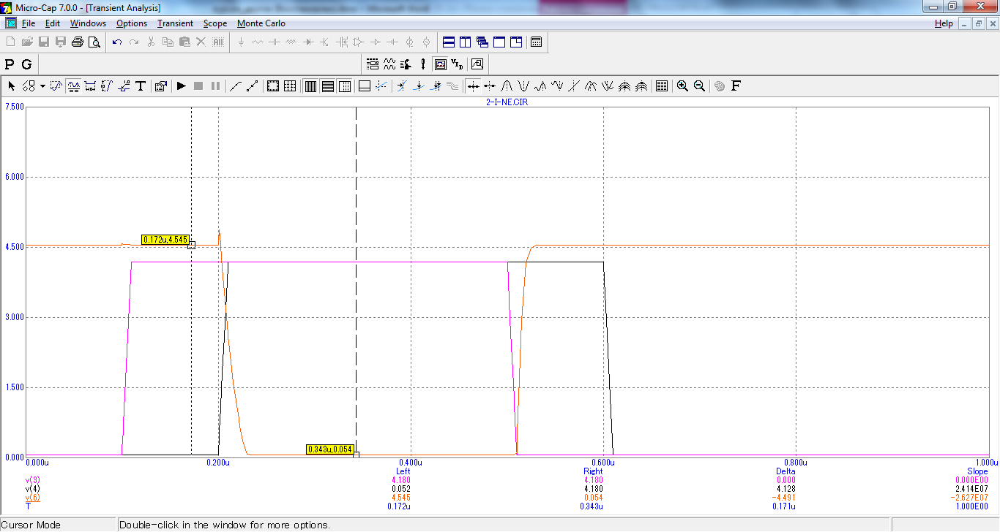 Micro-Cap 7.0.0 - [Transient Analysis]
File Edit Windows Options Transient Scope Monte Carlo Help
P G
T F
2-I-NE.CIR
7.500
6.000
0.172u,4.545
4.500
3.000
1.500
0.343u,0.054
0.000
0.000u 0.200u 0.400u 0.600u 0.800u 1.000u
Left Right Delta Slope
v(3) 4.180 4.180 0.000 0.000E00
v(4) 0.052 4.180 4.128 2.414E07
v(6) 4.545 0.054 -4.491 -2.627E07
T 0.172u 0.343u 0.171u 1.000E00
Cursor Mode Double-click in the window for more options.